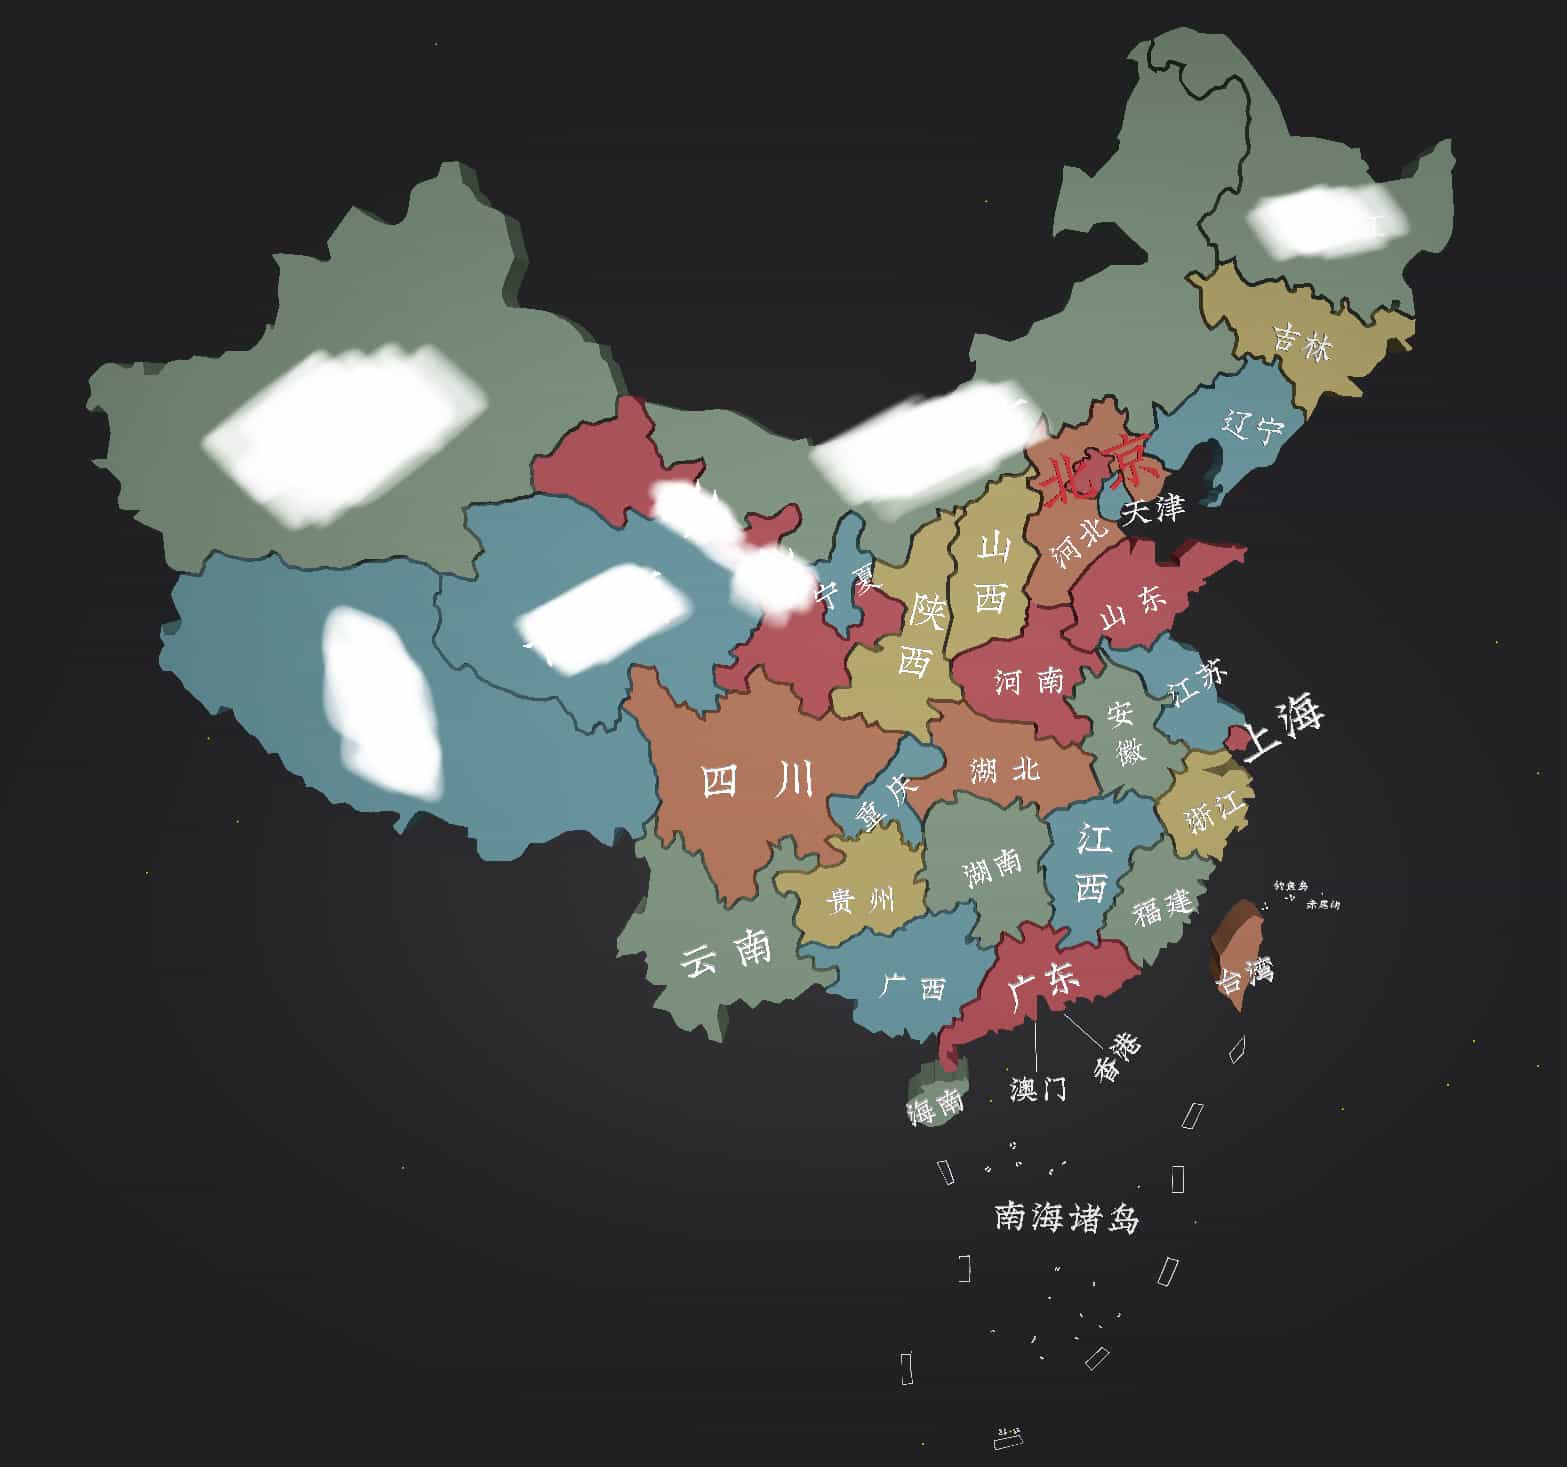 江
吉林
辽宁
北京
天津
河北
山西
宁夏
陕西
山东
河南
江苏
安徽
上海
四川
重庆
湖北
浙江
湖南
江西
贵州
福建
钓鱼岛
赤尾屿
云南
广西
广东
台湾
香港
澳门
海南
南海诸岛